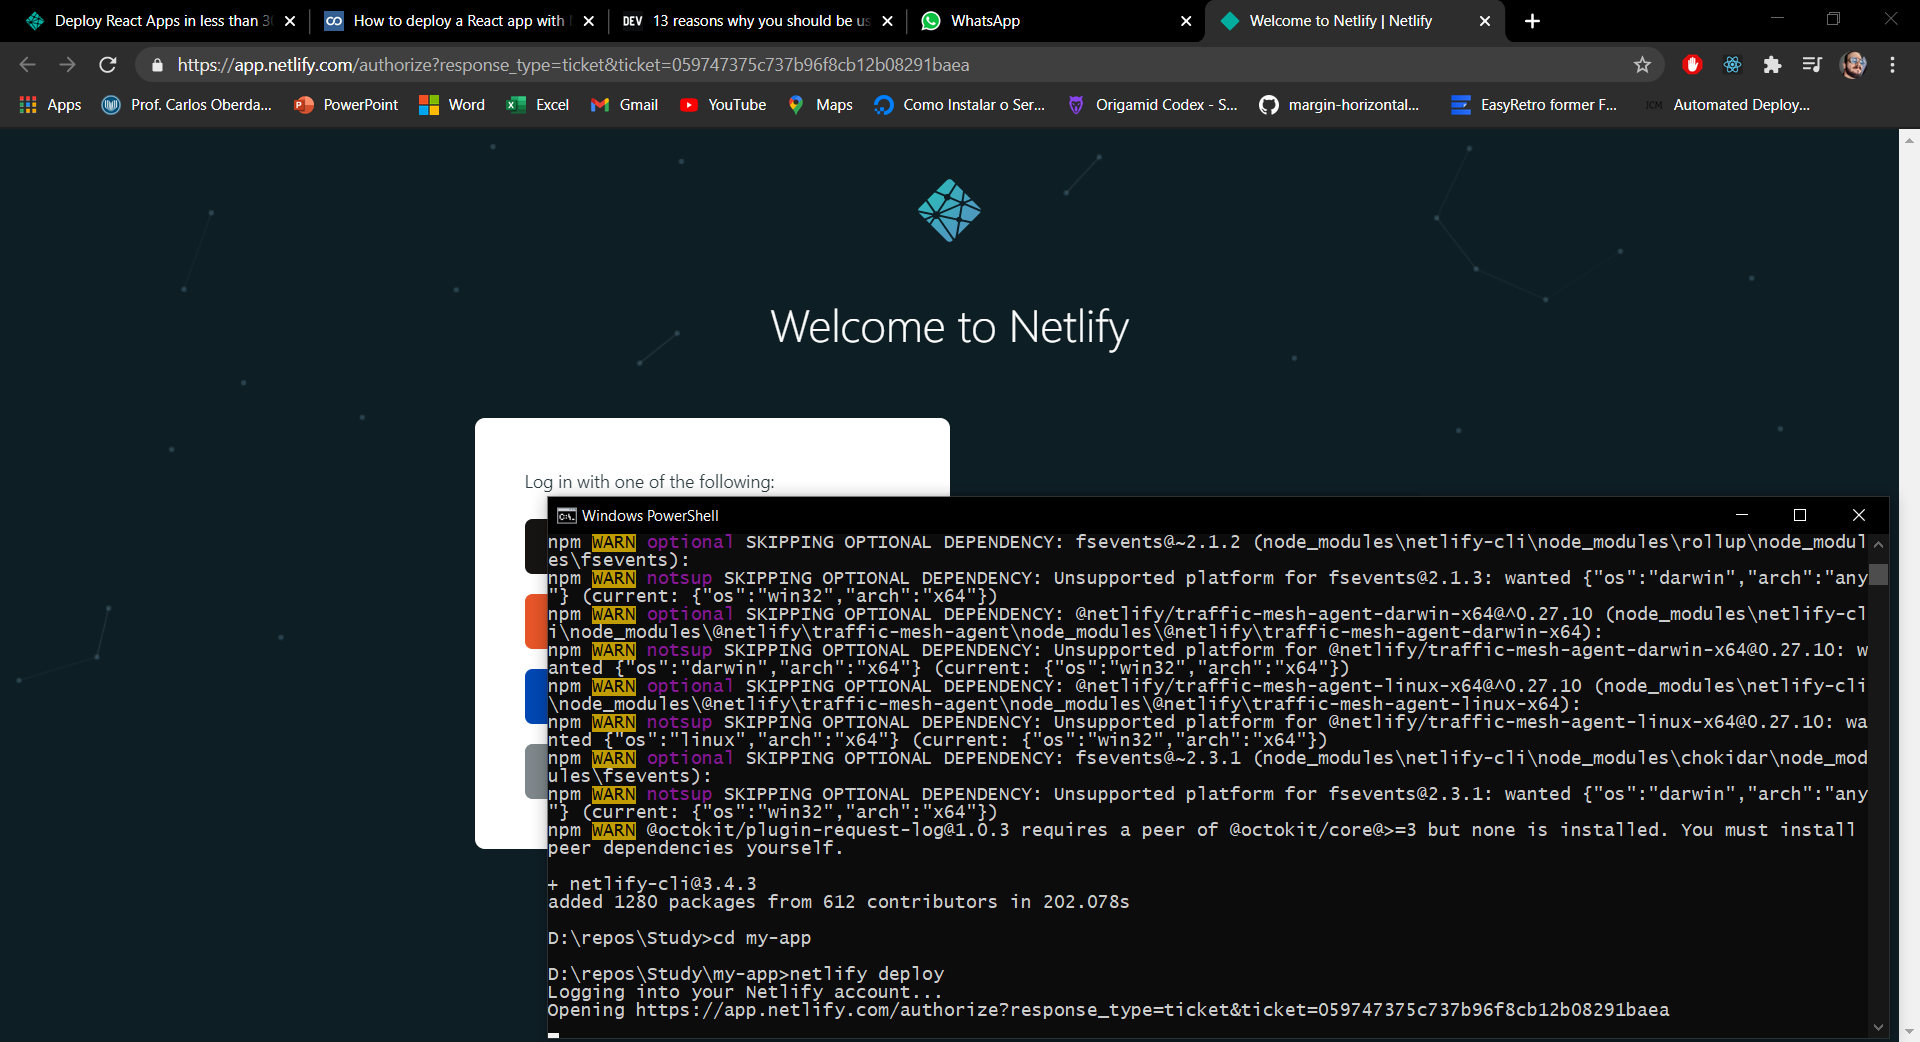 Deploy React Apps in less than 30
How to deploy a React app with
DEV 13 reasons why you should be us
WhatsApp
Welcome to Netlify | Netlify
https://app.netlify.com/authorize?response_type=ticket&ticket=059747375c737b96f8cb12b08291baea
Apps
Prof. Carlos Oberda...
PowerPoint
Word
Excel
Gmail
YouTube
Maps
Como Instalar o Ser...
Origamid Codex - S...
margin-horizontal...
EasyRetro former F...
JCM
Automated Deploy...
Welcome to Netlify
Log in with one of the following:
Windows PowerShell
npm WARN optional SKIPPING OPTIONAL DEPENDENCY: fsevents@~2.1.2 (node_modules\netlify-cli\node_modules\rollup\node_modul
es\fsevents):
npm WARN notsup SKIPPING OPTIONAL DEPENDENCY: Unsupported platform for fsevents@2.1.3: wanted {"os":"darwin","arch":"any
"} (current: {"os":"win32","arch":"x64"})
npm WARN optional SKIPPING OPTIONAL DEPENDENCY: @netlify/traffic-mesh-agent-darwin-x64@^0.27.10 (node_modules\netlify-cl
i\node_modules\@netlify\traffic-mesh-agent\node_modules\@netlify\traffic-mesh-agent-darwin-x64):
npm WARN notsup SKIPPING OPTIONAL DEPENDENCY: Unsupported platform for @netlify/traffic-mesh-agent-darwin-x64@0.27.10: w
anted {"os":"darwin","arch":"x64"} (current: {"os":"win32","arch":"x64"})
npm WARN optional SKIPPING OPTIONAL DEPENDENCY: @netlify/traffic-mesh-agent-linux-x64@^0.27.10 (node_modules\netlify-cli
\node_modules\@netlify\traffic-mesh-agent\node_modules\@netlify\traffic-mesh-agent-linux-x64):
npm WARN notsup SKIPPING OPTIONAL DEPENDENCY: Unsupported platform for @netlify/traffic-mesh-agent-linux-x64@0.27.10: wa
nted {"os":"linux","arch":"x64"} (current: {"os":"win32","arch":"x64"})
npm WARN optional SKIPPING OPTIONAL DEPENDENCY: fsevents@~2.3.1 (node_modules\netlify-cli\node_modules\chokidar\node_mod
ules\fsevents):
npm WARN notsup SKIPPING OPTIONAL DEPENDENCY: Unsupported platform for fsevents@2.3.1: wanted {"os":"darwin","arch":"any
"} (current: {"os":"win32","arch":"x64"})
npm WARN @octokit/plugin-request-log@1.0.3 requires a peer of @octokit/core@>=3 but none is installed. You must install
peer dependencies yourself.
+ netlify-cli@3.4.3
added 1280 packages from 612 contributors in 202.078s
D:\repos\Study>cd my-app
D:\repos\Study\my-app>netlify deploy
Logging into your Netlify account...
Opening https://app.netlify.com/authorize?response_type=ticket&ticket=059747375c737b96f8cb12b08291baea